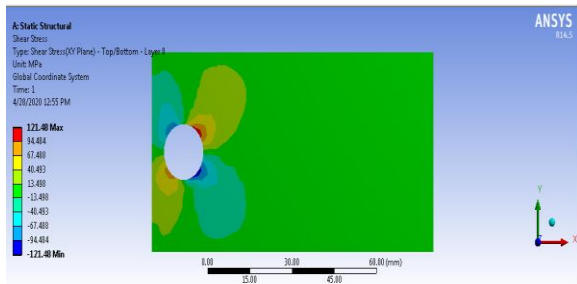 A: Static Structural
Shear Stress
Type: Shear Stress(XY Plane) - Top/Bottom - Layer 0
Unit: MPa
Global Coordinate System
Time: 1
4/28/2020 12:55 PM
ANSYS
R14.5
121.48 Max
94.484
67.488
40.493
13.498
-13.498
-40.493
-67.488
-94.484
-121.48 Min
0.00 30.00 60.00 (mm)
15.00 45.00
Y
X